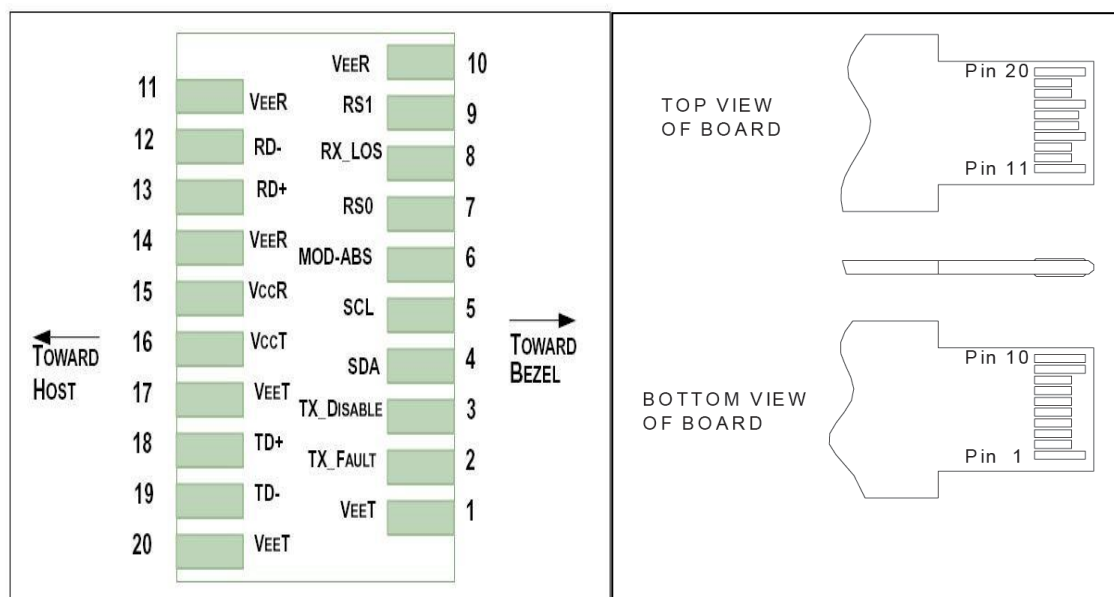 VEER 10
11 VEER
RS1 9
12 RD-
RX_LOS 8
13 RD+
RS0 7
14 VEER
MOD-ABS 6
15 VCCR
SCL 5
16 VCCT
SDA 4
17 VEET
TX_DISABLE 3
18 TD+
TX_FAULT 2
19 TD-
VEET 1
20 VEET
TOWARD
HOST
TOWARD
BEZEL
Pin 20
TOP VIEW
OF BOARD
Pin 11
Pin 10
BOTTOM VIEW
OF BOARD
Pin 1